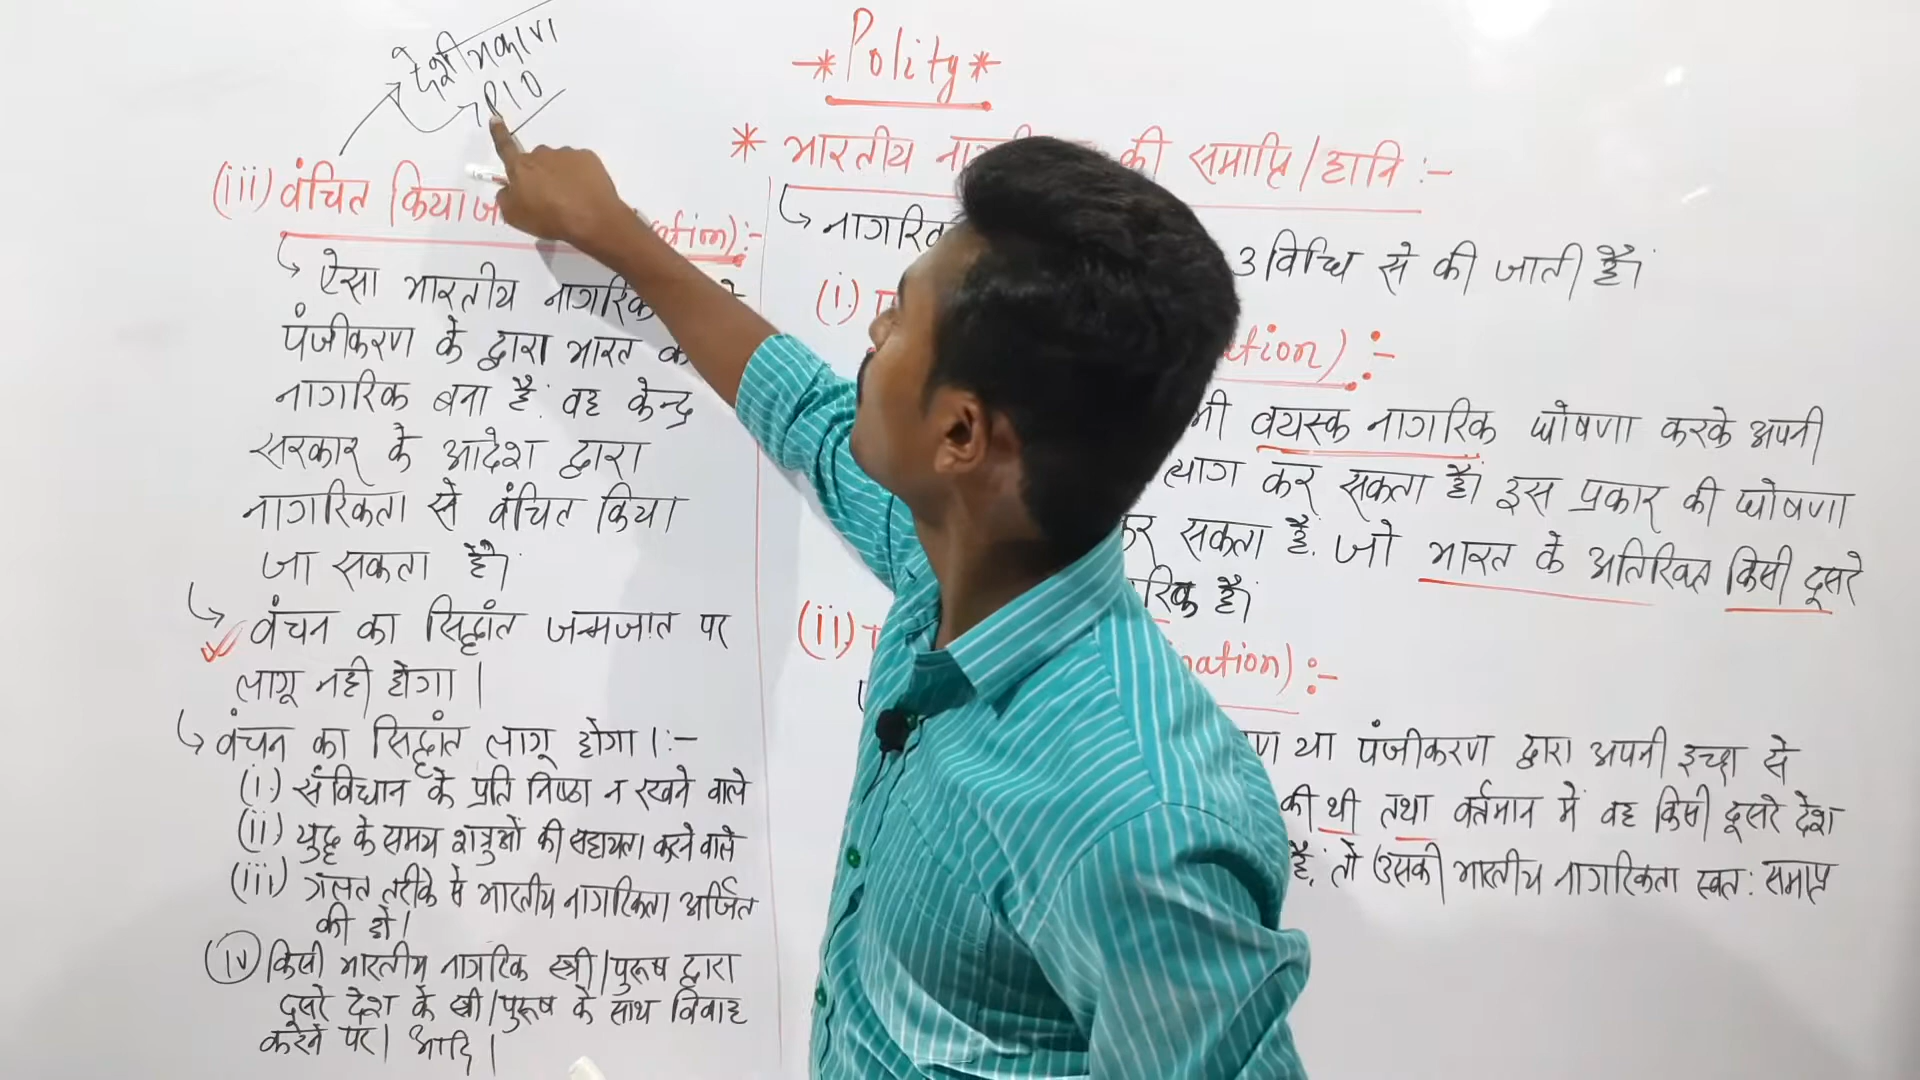 PIO
(iii) वंचित किया
ation):-
ऐसा भारतीय नागरिक
पंजीकरण के द्वारा भारत क
नागरिक बना है. वह केन्द्र
सरकार के आदेश द्वारा
नागरिकता से वंचित किया
जा सकता है।
वंचन का सिद्धांत जन्मजात पर
लागू नही होगा।
वंचन का सिद्धांत लागू होगा।:-
(i.) संविधान के प्रति निष्ठा न रखने वाले
(ii) युद्ध के समय शत्रुओं की सहायता करने वाले
(iii) गलत तरीके से भारतीय नागरिकता अर्जित
की हो।
(iv) किसी भारतीय नागरिक स्त्री/पुरूष द्वारा
दूसरे देश के स्त्री/पुरूष के साथ विवाह
करने पर। आदि।
*Polity*
* भारतीय ना की समाप्ति/हानि :-
नागरिक 3 विधि से की जाती है।
(i.)
ation) :-
भी वयस्क नागरिक घोषणा करके अपनी
त्याग कर सकता है। इस प्रकार की घोषणा
कर सकता है. जो भारत के अतिरिक्त किसी दूसरे
रिक है।
(ii)
nation) :-
ण या पंजीकरण द्वारा अपनी इच्छा से
की थी तथा वर्तमान में वह किसी दूसरे देश
है, तो उसकी भारतीय नागरिकता स्वत: समाप्त